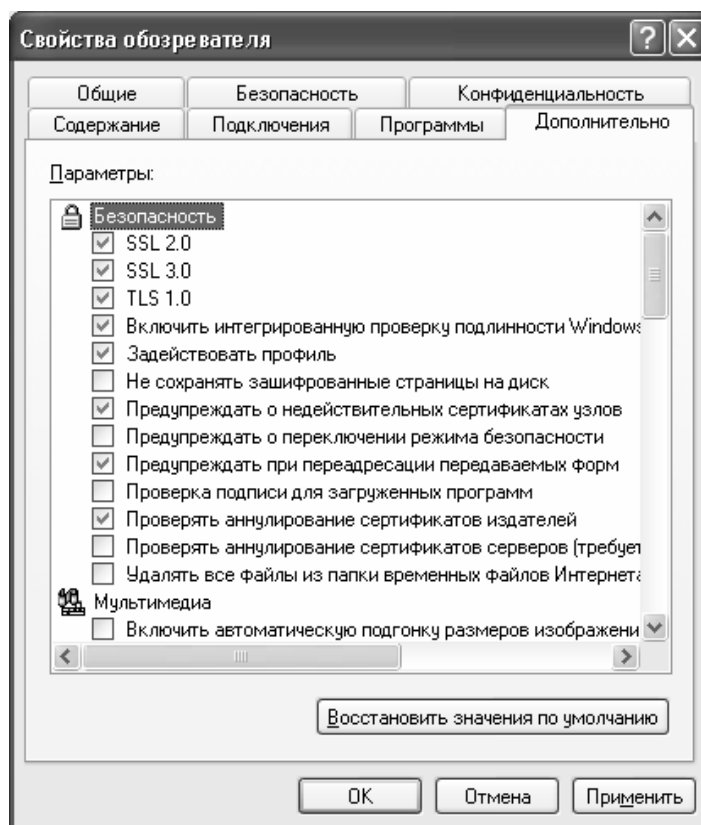 Свойства обозревателя
Общие Безопасность Конфиденциальность
Содержание Подключения Программы Дополнительно
Параметры:
Безопасность
SSL 2.0
SSL 3.0
TLS 1.0
Включить интегрированную проверку подлинности Windows
Задействовать профиль
Не сохранять зашифрованные страницы на диск
Предупреждать о недействительных сертификатах узлов
Предупреждать о переключении режима безопасности
Предупреждать при переадресации передаваемых форм
Проверка подписи для загруженных программ
Проверять аннулирование сертификатов издателей
Проверять аннулирование сертификатов серверов (требует
Удалять все файлы из папки временных файлов Интернета
Мультимедиа
Включить автоматическую подгонку размеров изображени
Восстановить значения по умолчанию
OK Отмена Применить